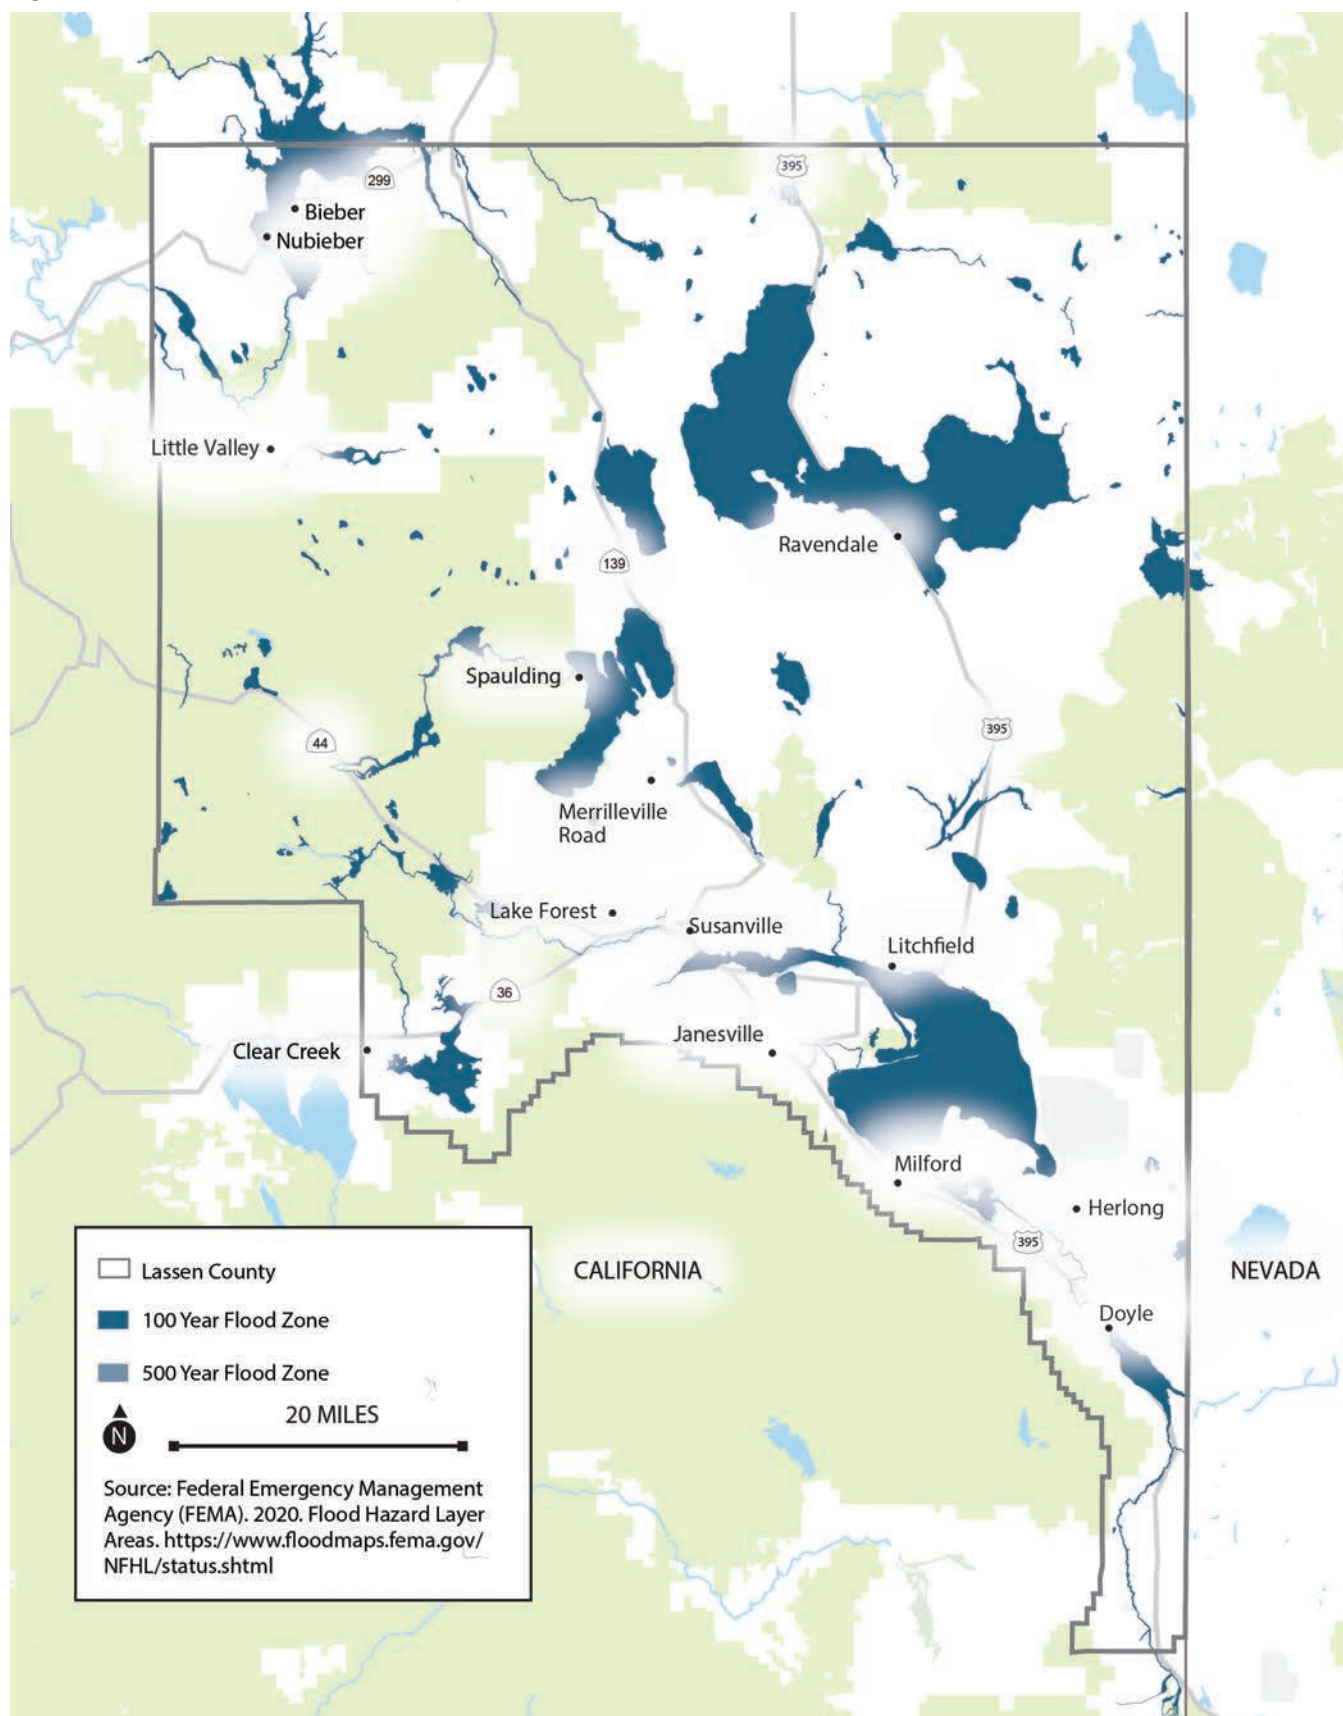 299
395
Bieber
Nubieber
Little Valley
139
Ravendale
Spaulding
44
395
Merrilleville
Road
Lake Forest
Susanville
Litchfield
36
Janesville
Clear Creek
Milford
Herlong
395
CALIFORNIA
NEVADA
Doyle
Lassen County
100 Year Flood Zone
500 Year Flood Zone
N
20 MILES
Source: Federal Emergency Management
Agency (FEMA). 2020. Flood Hazard Layer
Areas. https://www.floodmaps.fema.gov/
NFHL/status.shtml